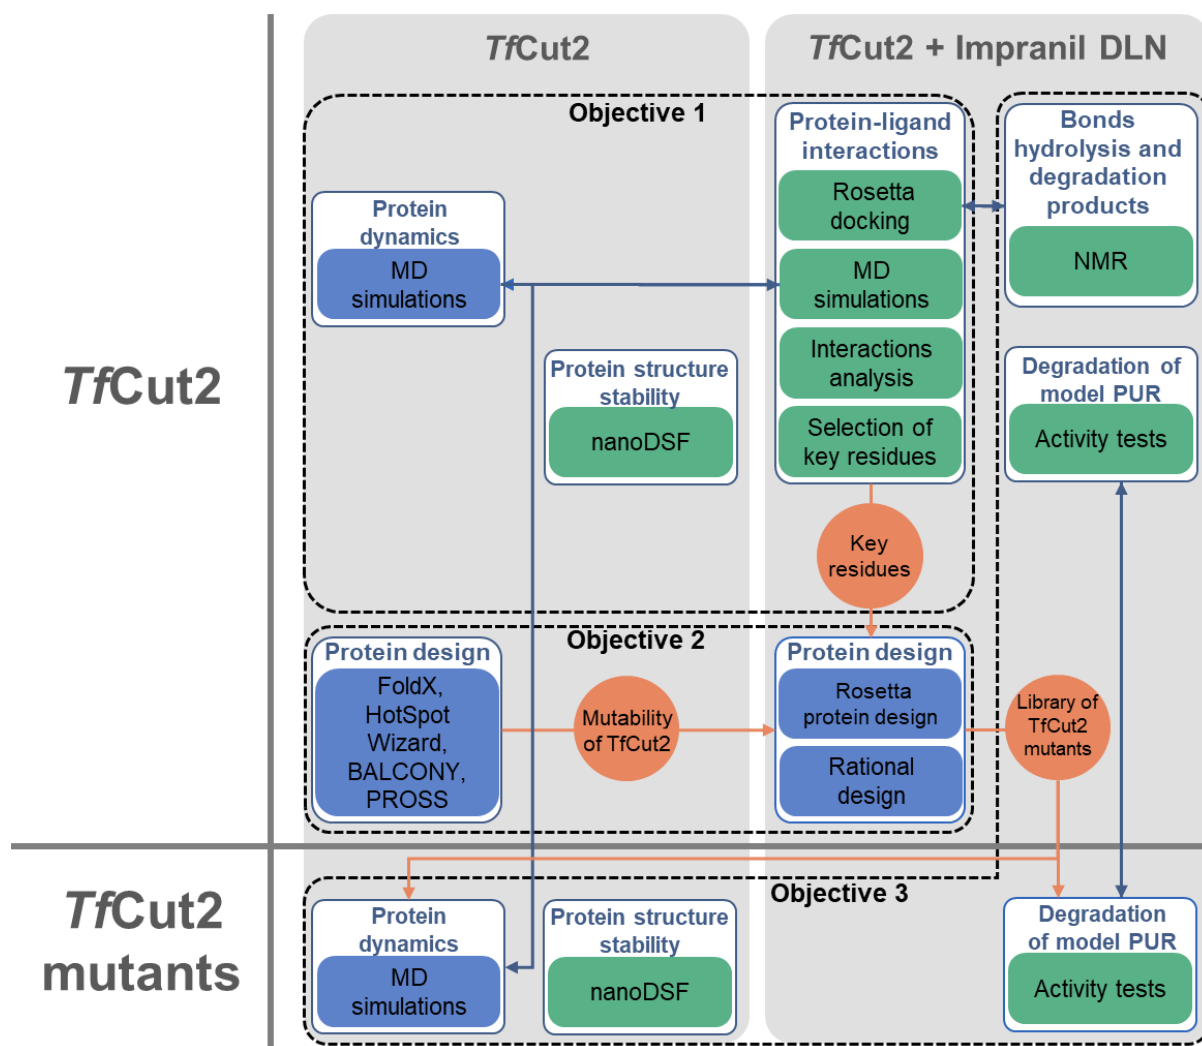 TfCut2
TfCut2 + Impranil DLN
Objective 1
Protein-ligand
interactions
Rosetta
docking
MD
simulations
Interactions
analysis
Selection of
key residues
Bonds
hydrolysis and
degradation
products
NMR
Protein
dynamics
MD
simulations
TfCut2
Protein structure
stability
nanoDSF
Degradation of
model PUR
Activity tests
Key
residues
Objective 2
Protein design
FoldX,
HotSpot
Wizard,
BALCONY,
PROSS
Mutability
of TfCut2
Protein design
Rosetta
protein design
Rational
design
Library of
TfCut2
mutants
Objective 3
TfCut2
mutants
Protein
dynamics
MD
simulations
Protein structure
stability
nanoDSF
Degradation
of model PUR
Activity tests